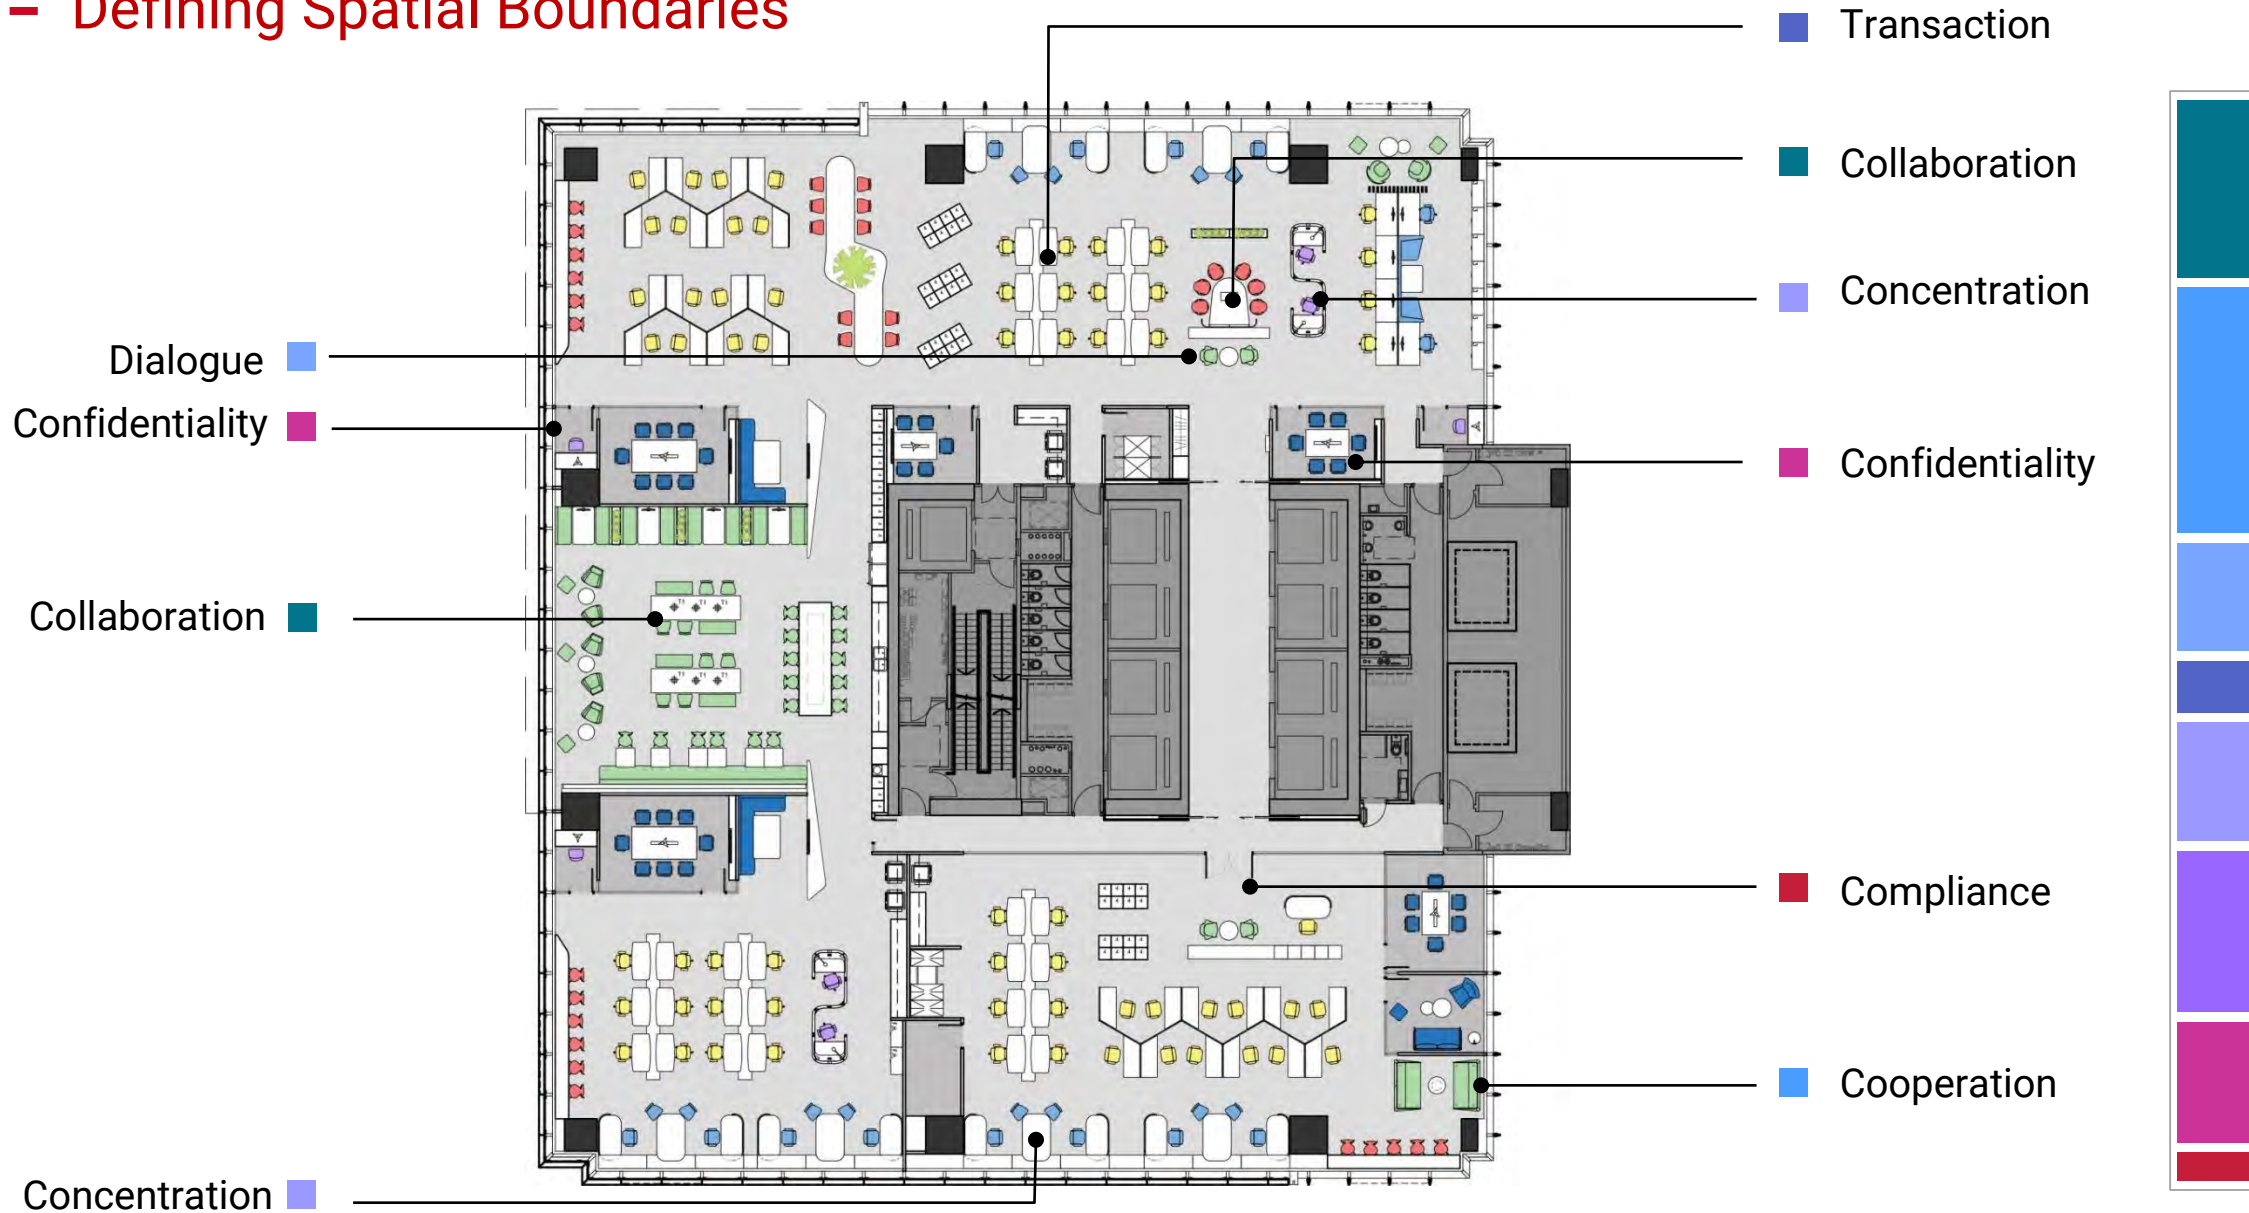 Defining Spatial Boundaries
Transaction
Collaboration
Concentration
Dialogue
Confidentiality
Confidentiality
Collaboration
Compliance
Cooperation
Concentration